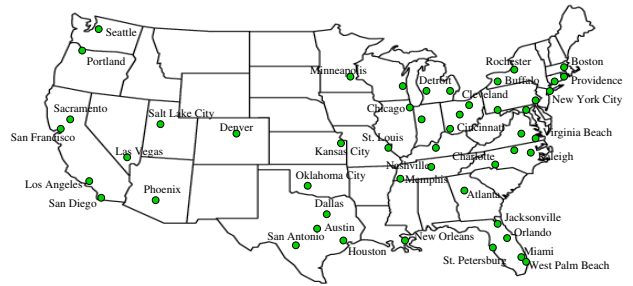 Seattle
Portland
Minneapolis
Rochester
Boston
Detroit
Buffalo
Providence
Cleveland
New York City
Sacramento
Salt Lake City
Chicago
San Francisco
Denver
St. Louis
Cincinnati
Virginia Beach
Las Vegas
Kansas City
Charlotte
Raleigh
Nashville
Los Angeles
Phoenix
Oklahoma City
Memphis
Atlanta
San Diego
Dallas
Jacksonville
Austin
Orlando
San Antonio
Houston
New Orleans
Miami
St. Petersburg
West Palm Beach